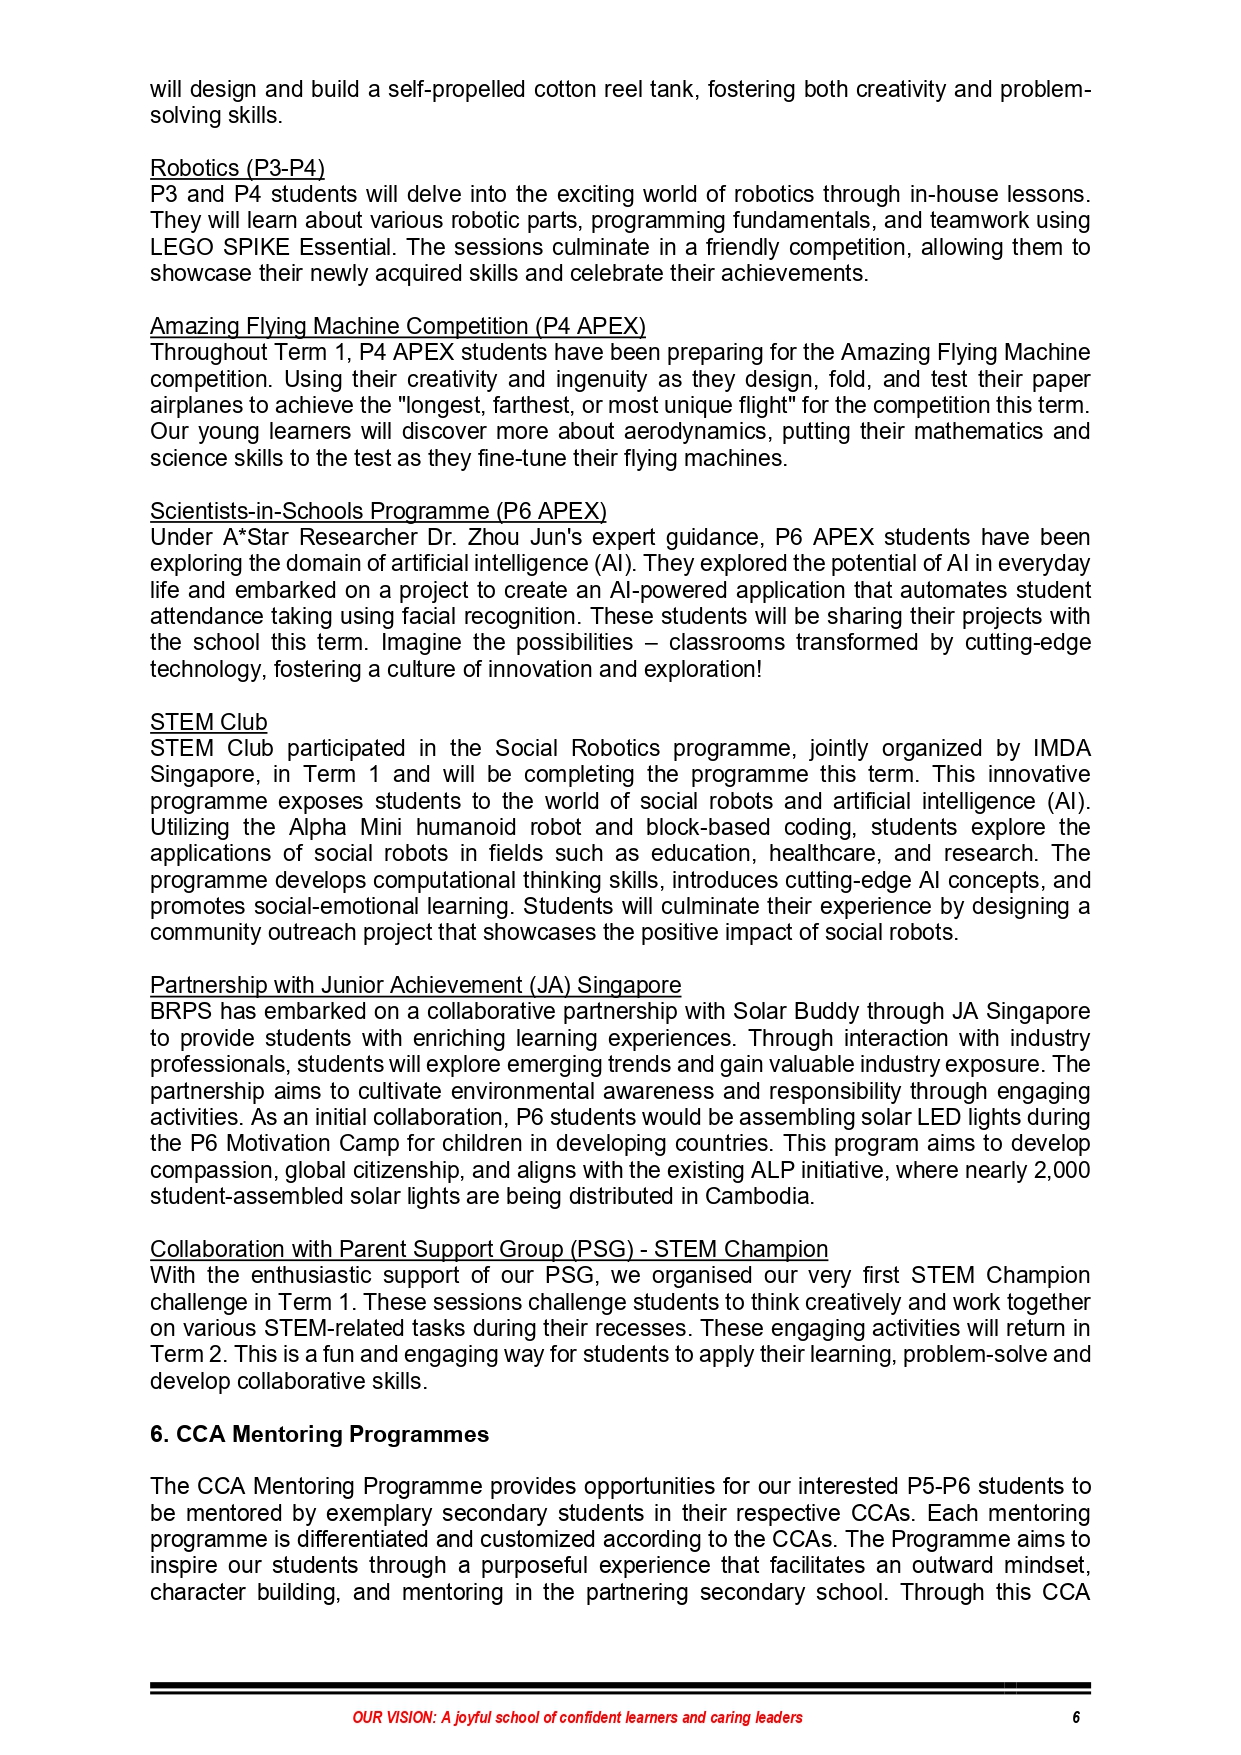 will design and build a self-propelled cotton reel tank, fostering both creativity and problem-
solving skills.
Robotics (P3-P4)
P3 and P4 students will delve into the exciting world of robotics through in-house lessons.
They will learn about various robotic parts, programming fundamentals, and teamwork using
LEGO SPIKE Essential. The sessions culminate in a friendly competition, allowing them to
showcase their newly acquired skills and celebrate their achievements.
Amazing Flying Machine Competition (P4 APEX)
Throughout Term 1, P4 APEX students have been preparing for the Amazing Flying Machine
competition. Using their creativity and ingenuity as they design, fold, and test their paper
airplanes to achieve the "longest, farthest, or most unique flight" for the competition this term.
Our young learners will discover more about aerodynamics, putting their mathematics and
science skills to the test as they fine-tune their flying machines.
Scientists-in-Schools Programme (P6 APEX)
Under A*Star Researcher Dr. Zhou Jun's expert guidance, P6 APEX students have been
exploring the domain of artificial intelligence (AI). They explored the potential of AI in everyday
life and embarked on a project to create an AI-powered application that automates student
attendance taking using facial recognition. These students will be sharing their projects with
the school this term. Imagine the possibilities – classrooms transformed by cutting-edge
technology, fostering a culture of innovation and exploration!
STEM Club
STEM Club participated in the Social Robotics programme, jointly organized by IMDA
Singapore, in Term 1 and will be completing the programme this term. This innovative
programme exposes students to the world of social robots and artificial intelligence (AI).
Utilizing the Alpha Mini humanoid robot and block-based coding, students explore the
applications of social robots in fields such as education, healthcare, and research. The
programme develops computational thinking skills, introduces cutting-edge AI concepts, and
promotes social-emotional learning. Students will culminate their experience by designing a
community outreach project that showcases the positive impact of social robots.
Partnership with Junior Achievement (JA) Singapore
BRPS has embarked on a collaborative partnership with Solar Buddy through JA Singapore
to provide students with enriching learning experiences. Through interaction with industry
professionals, students will explore emerging trends and gain valuable industry exposure. The
partnership aims to cultivate environmental awareness and responsibility through engaging
activities. As an initial collaboration, P6 students would be assembling solar LED lights during
the P6 Motivation Camp for children in developing countries. This program aims to develop
compassion, global citizenship, and aligns with the existing ALP initiative, where nearly 2,000
student-assembled solar lights are being distributed in Cambodia.
Collaboration with Parent Support Group (PSG) - STEM Champion
With the enthusiastic support of our PSG, we organised our very first STEM Champion
challenge in Term 1. These sessions challenge students to think creatively and work together
on various STEM-related tasks during their recesses. These engaging activities will return in
Term 2. This is a fun and engaging way for students to apply their learning, problem-solve and
develop collaborative skills.
6. CCA Mentoring Programmes
The CCA Mentoring Programme provides opportunities for our interested P5-P6 students to
be mentored by exemplary secondary students in their respective CCAs. Each mentoring
programme is differentiated and customized according to the CCAs. The Programme aims to
inspire our students through a purposeful experience that facilitates an outward mindset,
character building, and mentoring in the partnering secondary school. Through this CCA
OUR VISION: A joyful school of confident learners and caring leaders 6